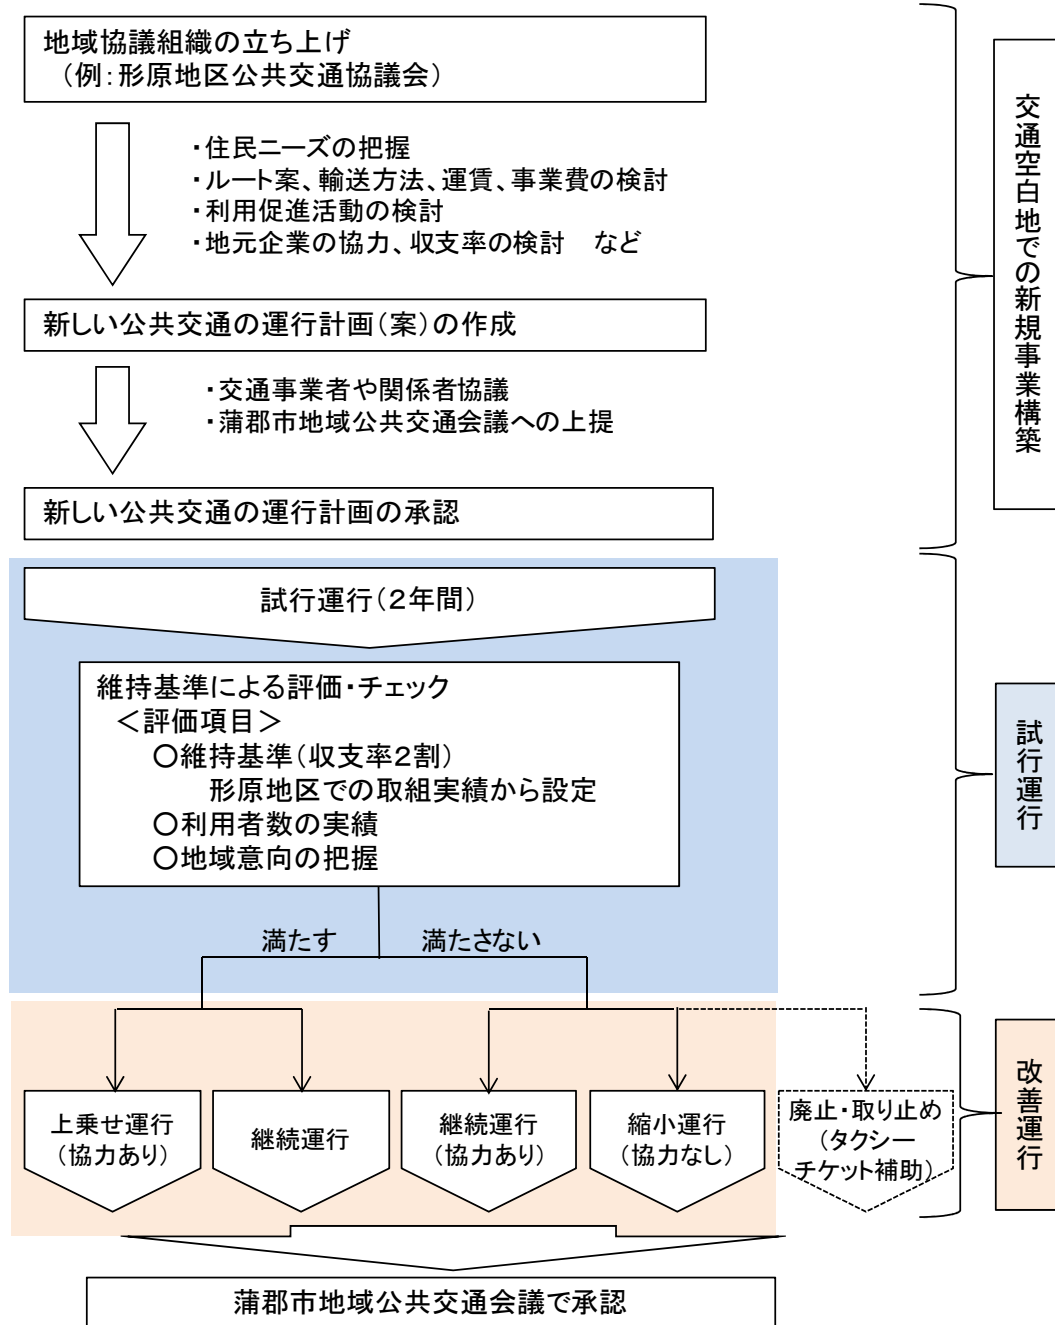 地域協議組織の立ち上げ
（例：形原地区公共交通協議会）
・住民ニーズの把握
・ルート案、輸送方法、運賃、事業費の検討
・利用促進活動の検討
・地元企業の協力、収支率の検討　など
新しい公共交通の運行計画（案）の作成
・交通事業者や関係者協議
・蒲郡市地域公共交通会議への上提
新しい公共交通の運行計画の承認
交通空白地での新規事業構築
試行運行（２年間）
維持基準による評価・チェック
＜評価項目＞
〇維持基準（収支率２割）
形原地区での取組実績から設定
〇利用者数の実績
〇地域意向の把握
満たす　満たさない
試行運行
上乗せ運行
（協力あり）
継続運行
継続運行
（協力あり）
縮小運行
（協力なし）
廃止・取り止め
（タクシー
チケット補助）
改善運行
蒲郡市地域公共交通会議で承認